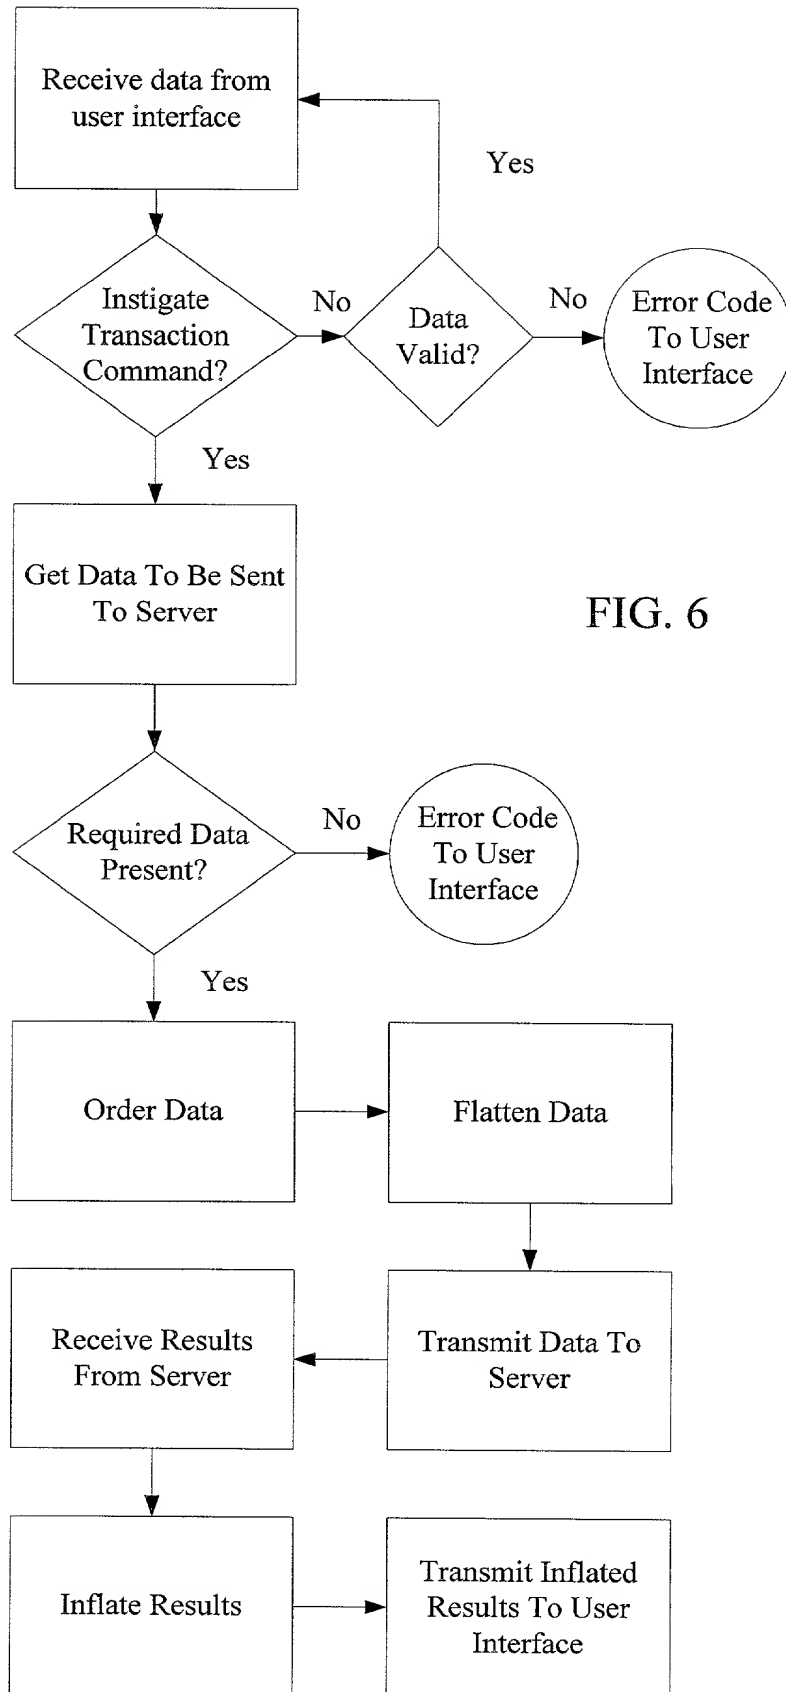 Receive data from
user interface
Yes
Instigate
Transaction
Command?
No
Data
Valid?
No
Error Code
To User
Interface
Yes
Get Data To Be Sent
To Server
FIG. 6
Required Data
Present?
No
Error Code
To User
Interface
Yes
Order Data
Flatten Data
Receive Results
From Server
Transmit Data To
Server
Inflate Results
Transmit Inflated
Results To User
Interface